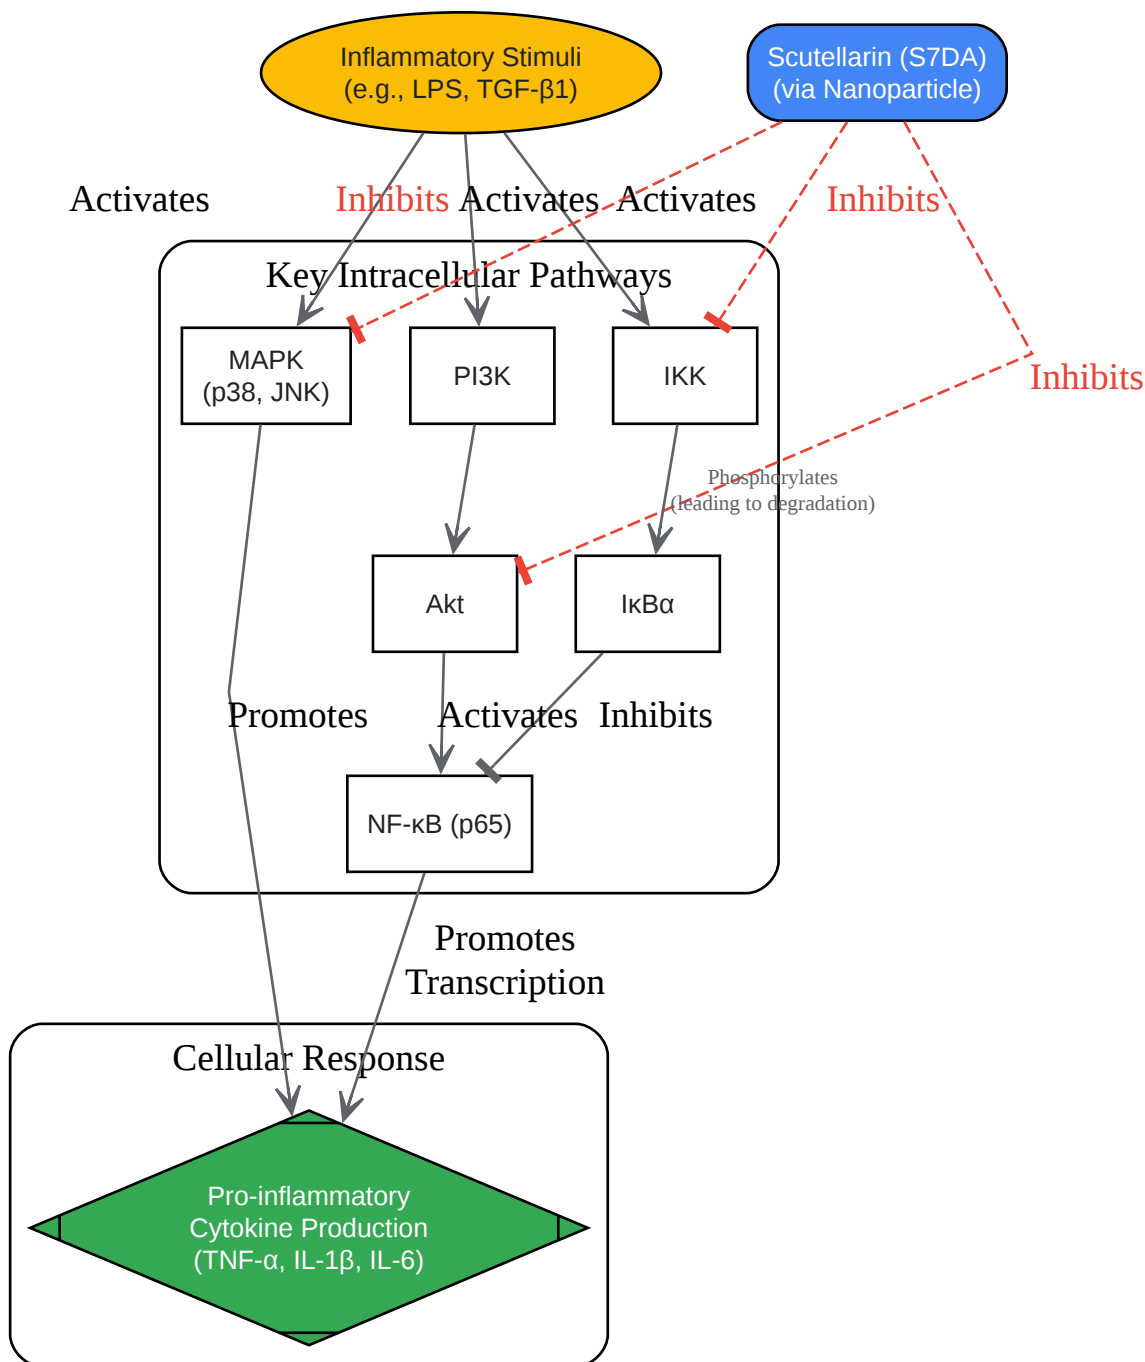 Inflammatory Stimuli
(e.g., LPS, TGF-β1)
Scutellarin (S7DA)
(via Nanoparticle)
Activates
Inhibits
Activates
Activates
Inhibits
Key Intracellular Pathways
MAPK
(p38, JNK)
PI3K
IKK
Inhibits
Phosphorylates
(leading to degradation)
Akt
IκBα
Promotes
Activates
Inhibits
NF-κB (p65)
Promotes
Transcription
Cellular Response
Pro-inflammatory
Cytokine Production
(TNF-α, IL-1β, IL-6)